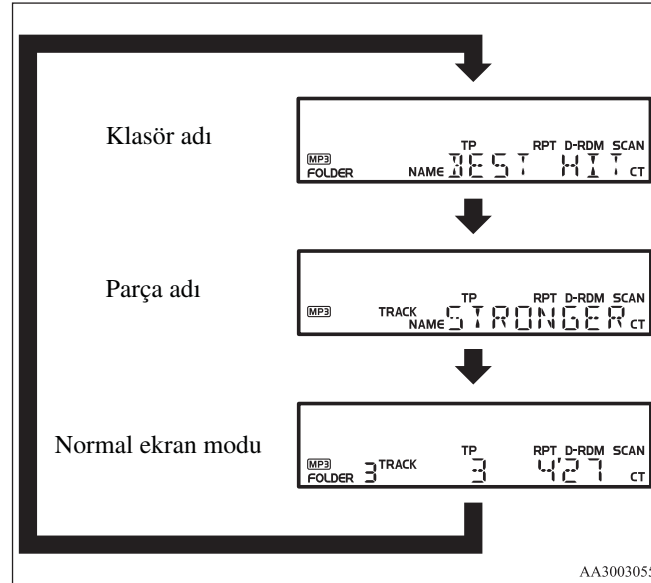 Klasör adı
TP RPT D-RDM SCAN
MP3
FOLDER NAME BEST HIT CT
Parça adı
TP RPT D-RDM SCAN
MP3 TRACK
NAME STRONGER CT
Normal ekran modu
TP RPT D-RDM SCAN
MP3
FOLDER 3 TRACK 3 4'27 CT
AA3003055